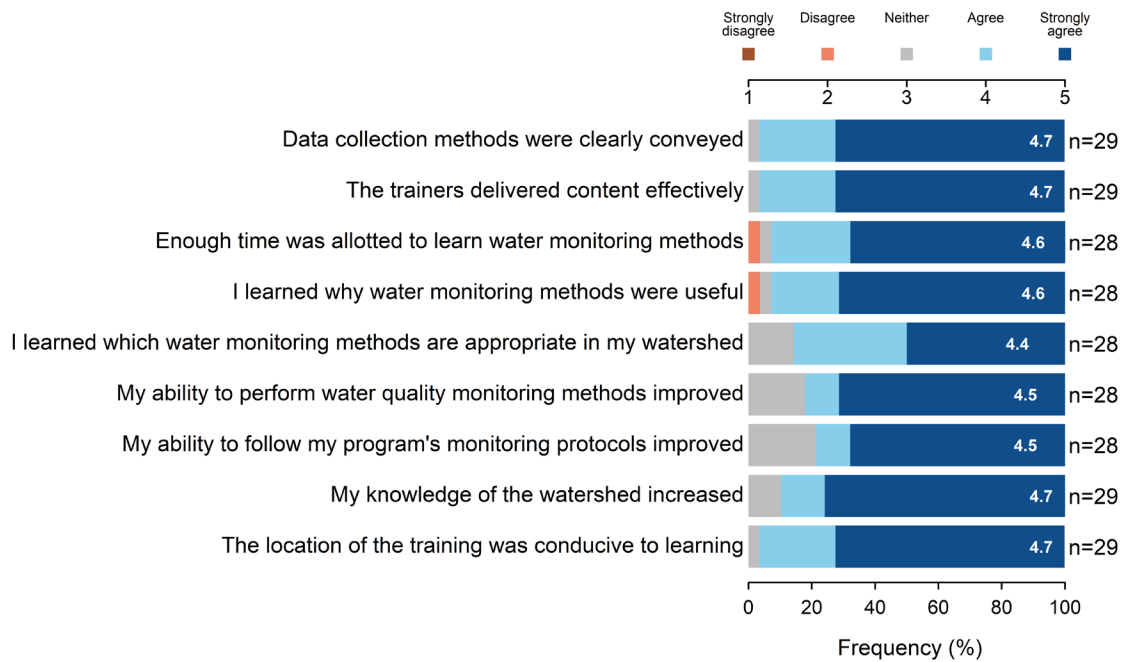 Strongly disagree Disagree Neither Agree Strongly agree
1 2 3 4 5
Data collection methods were clearly conveyed 4.7 n=29
The trainers delivered content effectively 4.7 n=29
Enough time was allotted to learn water monitoring methods 4.6 n=28
I learned why water monitoring methods were useful 4.6 n=28
I learned which water monitoring methods are appropriate in my watershed 4.4 n=28
My ability to perform water quality monitoring methods improved 4.5 n=28
My ability to follow my program's monitoring protocols improved 4.5 n=28
My knowledge of the watershed increased 4.7 n=29
The location of the training was conducive to learning 4.7 n=29
0 20 40 60 80 100
Frequency (%)